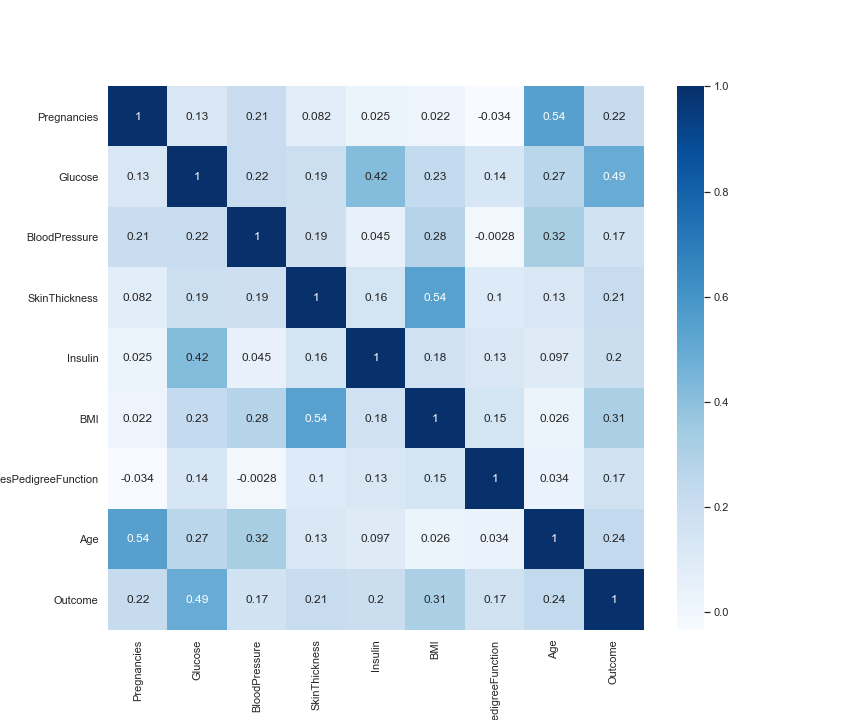 Pregnancies 1 0.13 0.21 0.082 0.025 0.022 -0.034 0.54 0.22
Glucose 0.13 1 0.22 0.19 0.42 0.23 0.14 0.27 0.49
BloodPressure 0.21 0.22 1 0.19 0.045 0.28 -0.0028 0.32 0.17
SkinThickness 0.082 0.19 0.19 1 0.16 0.54 0.1 0.13 0.21
Insulin 0.025 0.42 0.045 0.16 1 0.18 0.13 0.097 0.2
BMI 0.022 0.23 0.28 0.54 0.18 1 0.15 0.026 0.31
esPedigreeFunction -0.034 0.14 -0.0028 0.1 0.13 0.15 1 0.034 0.17
Age 0.54 0.27 0.32 0.13 0.097 0.026 0.034 1 0.24
Outcome 0.22 0.49 0.17 0.21 0.2 0.31 0.17 0.24 1
Pregnancies
Glucose
BloodPressure
SkinThickness
Insulin
BMI
edigreeFunction
Age
Outcome
1.0
0.8
0.6
0.4
0.2
0.0